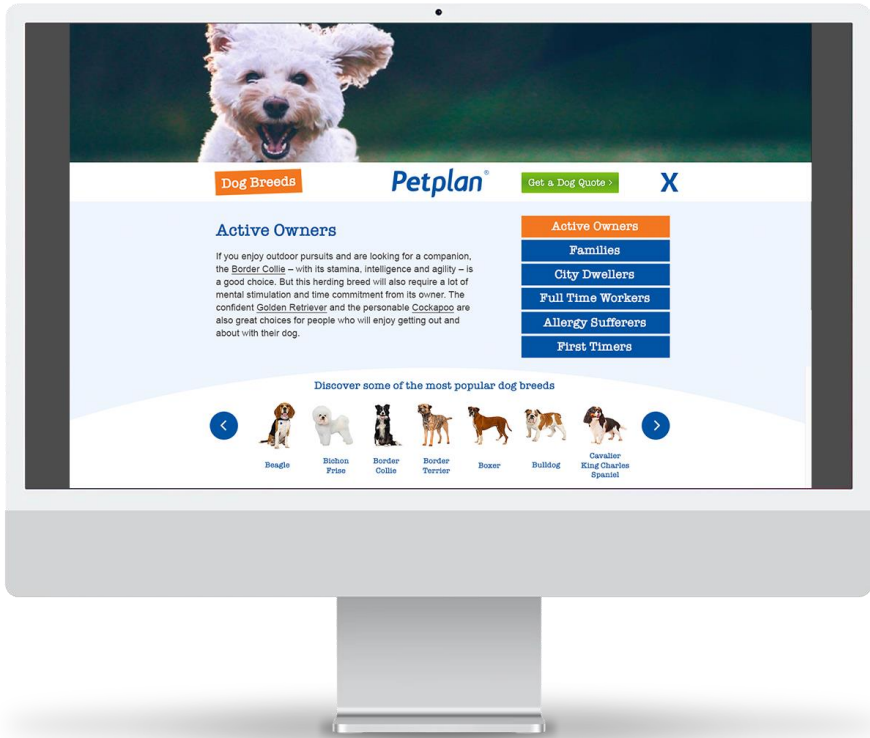 Dog Breeds
Petplan®
Get a Dog Quote >
X
Active Owners
If you enjoy outdoor pursuits and are looking for a companion,
the Border Collie – with its stamina, intelligence and agility – is
a good choice. But this herding breed will also require a lot of
mental stimulation and time commitment from its owner. The
confident Golden Retriever and the personable Cockapoo are
also great choices for people who will enjoy getting out and
about with their dog.
Active Owners
Families
City Dwellers
Full Time Workers
Allergy Sufferers
First Timers
Discover some of the most popular dog breeds
Beagle
Bichon
Frise
Border
Collie
Border
Terrier
Boxer
Bulldog
Cavalier
King Charles
Spaniel